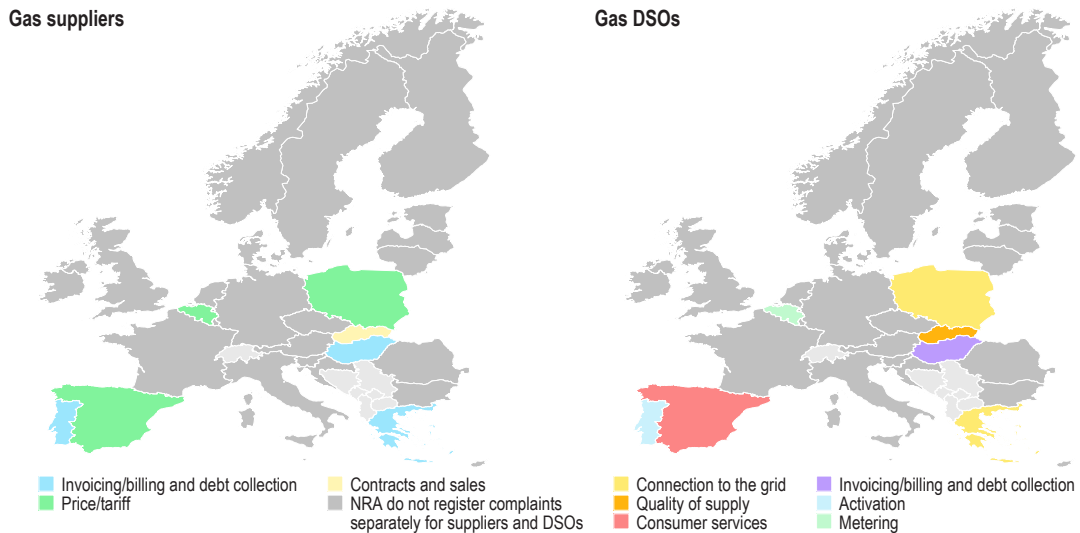 Gas suppliers
Invoicing/billing and debt collection
Price/tariff
Contracts and sales
NRA do not register complaints
separately for suppliers and DSOs
Gas DSOs
Connection to the grid
Quality of supply
Consumer services
Invoicing/billing and debt collection
Activation
Metering